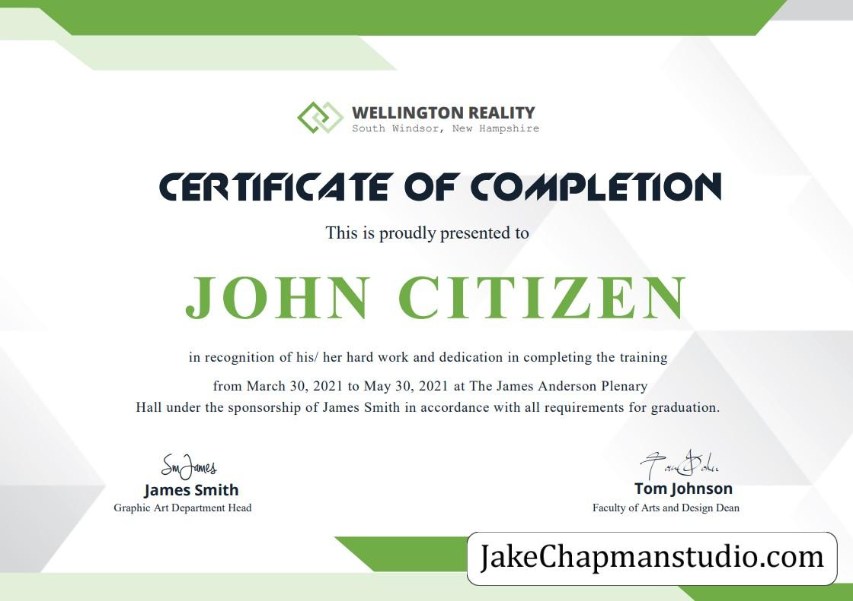 WELLINGTON REALITY
South Windsor, New Hampshire
CERTIFICATE OF COMPLETION
This is proudly presented to
JOHN CITIZEN
in recognition of his/ her hard work and dedication in completing the training
from March 30, 2021 to May 30, 2021 at The James Anderson Plenary
Hall under the sponsorship of James Smith in accordance with all requirements for graduation.
SmJames
James Smith
Graphic Art Department Head
Tom John
Tom Johnson
Faculty of Arts and Design Dean
JakeChapmanstudio.com